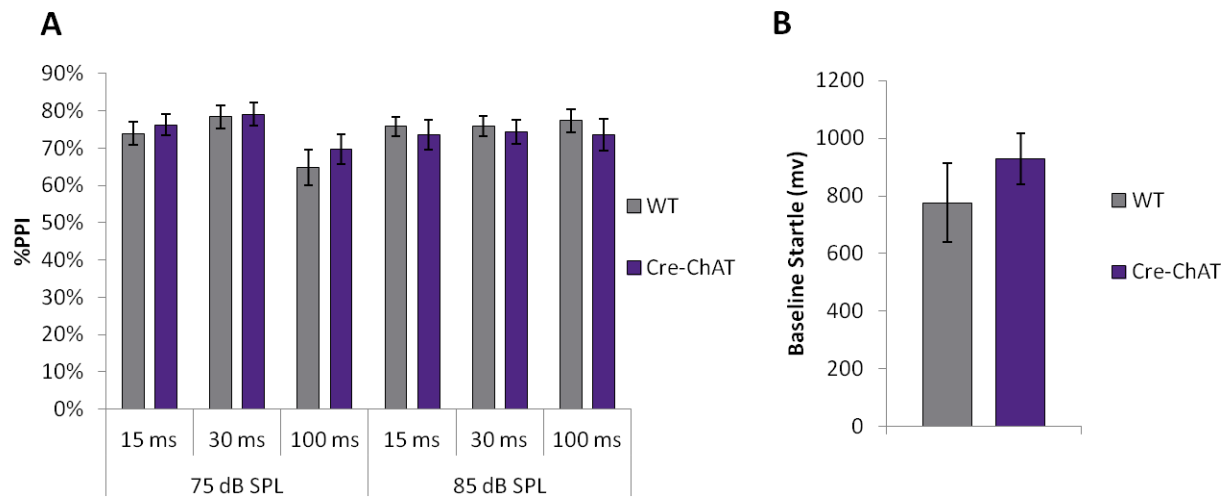 A
90%
80%
70%
60%
50%
40%
30%
20%
10%
0%
%PPI
15 ms 30 ms 100 ms 15 ms 30 ms 100 ms
75 dB SPL 85 dB SPL
WT
Cre-ChAT
B
1200
1000
800
600
400
200
0
Baseline Startle (mv)
WT
Cre-ChAT